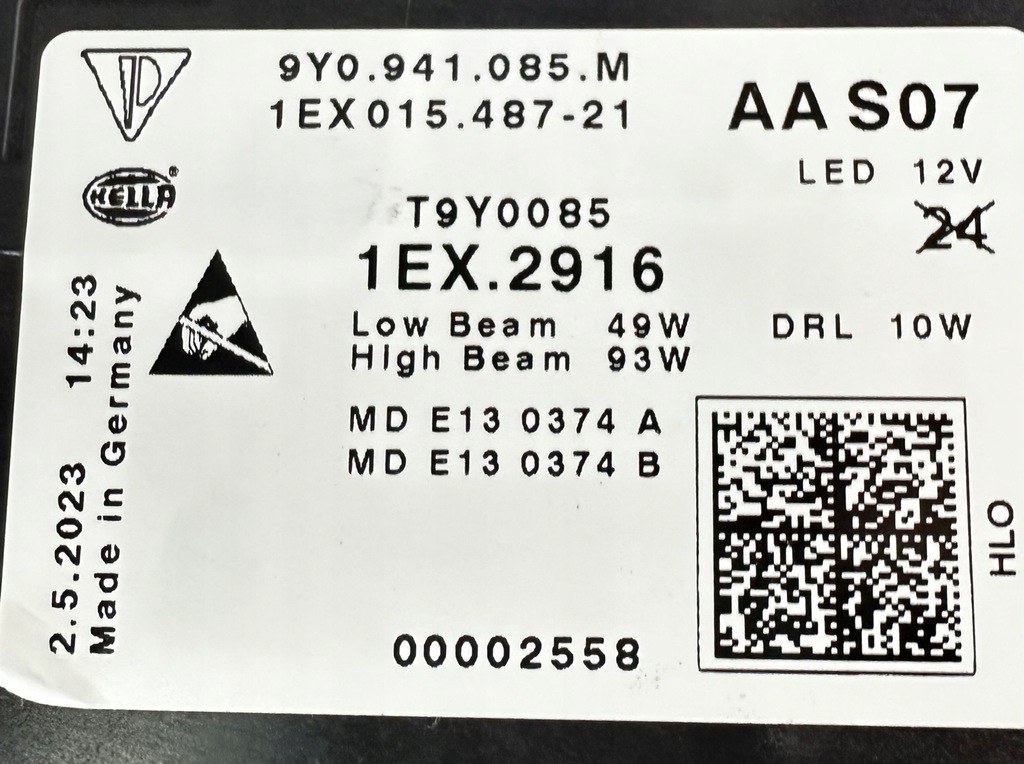 9Y0.941.085.M
1EX015.487-21
AA S07
HELLA®
LED 12V
24
T9Y0085
1EX.2916
Low Beam 49W
High Beam 93W
DRL 10W
MD E13 0374 A
MD E13 0374 B
2.5.2023 14:23
Made in Germany
HLO
00002558